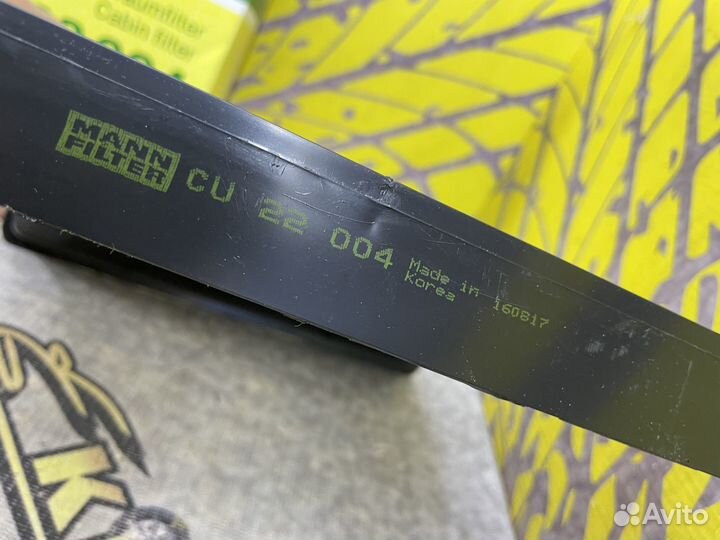 Cabin filter
MANN
FILTER
CU 22 004
Made in
Korea
160817
Avito